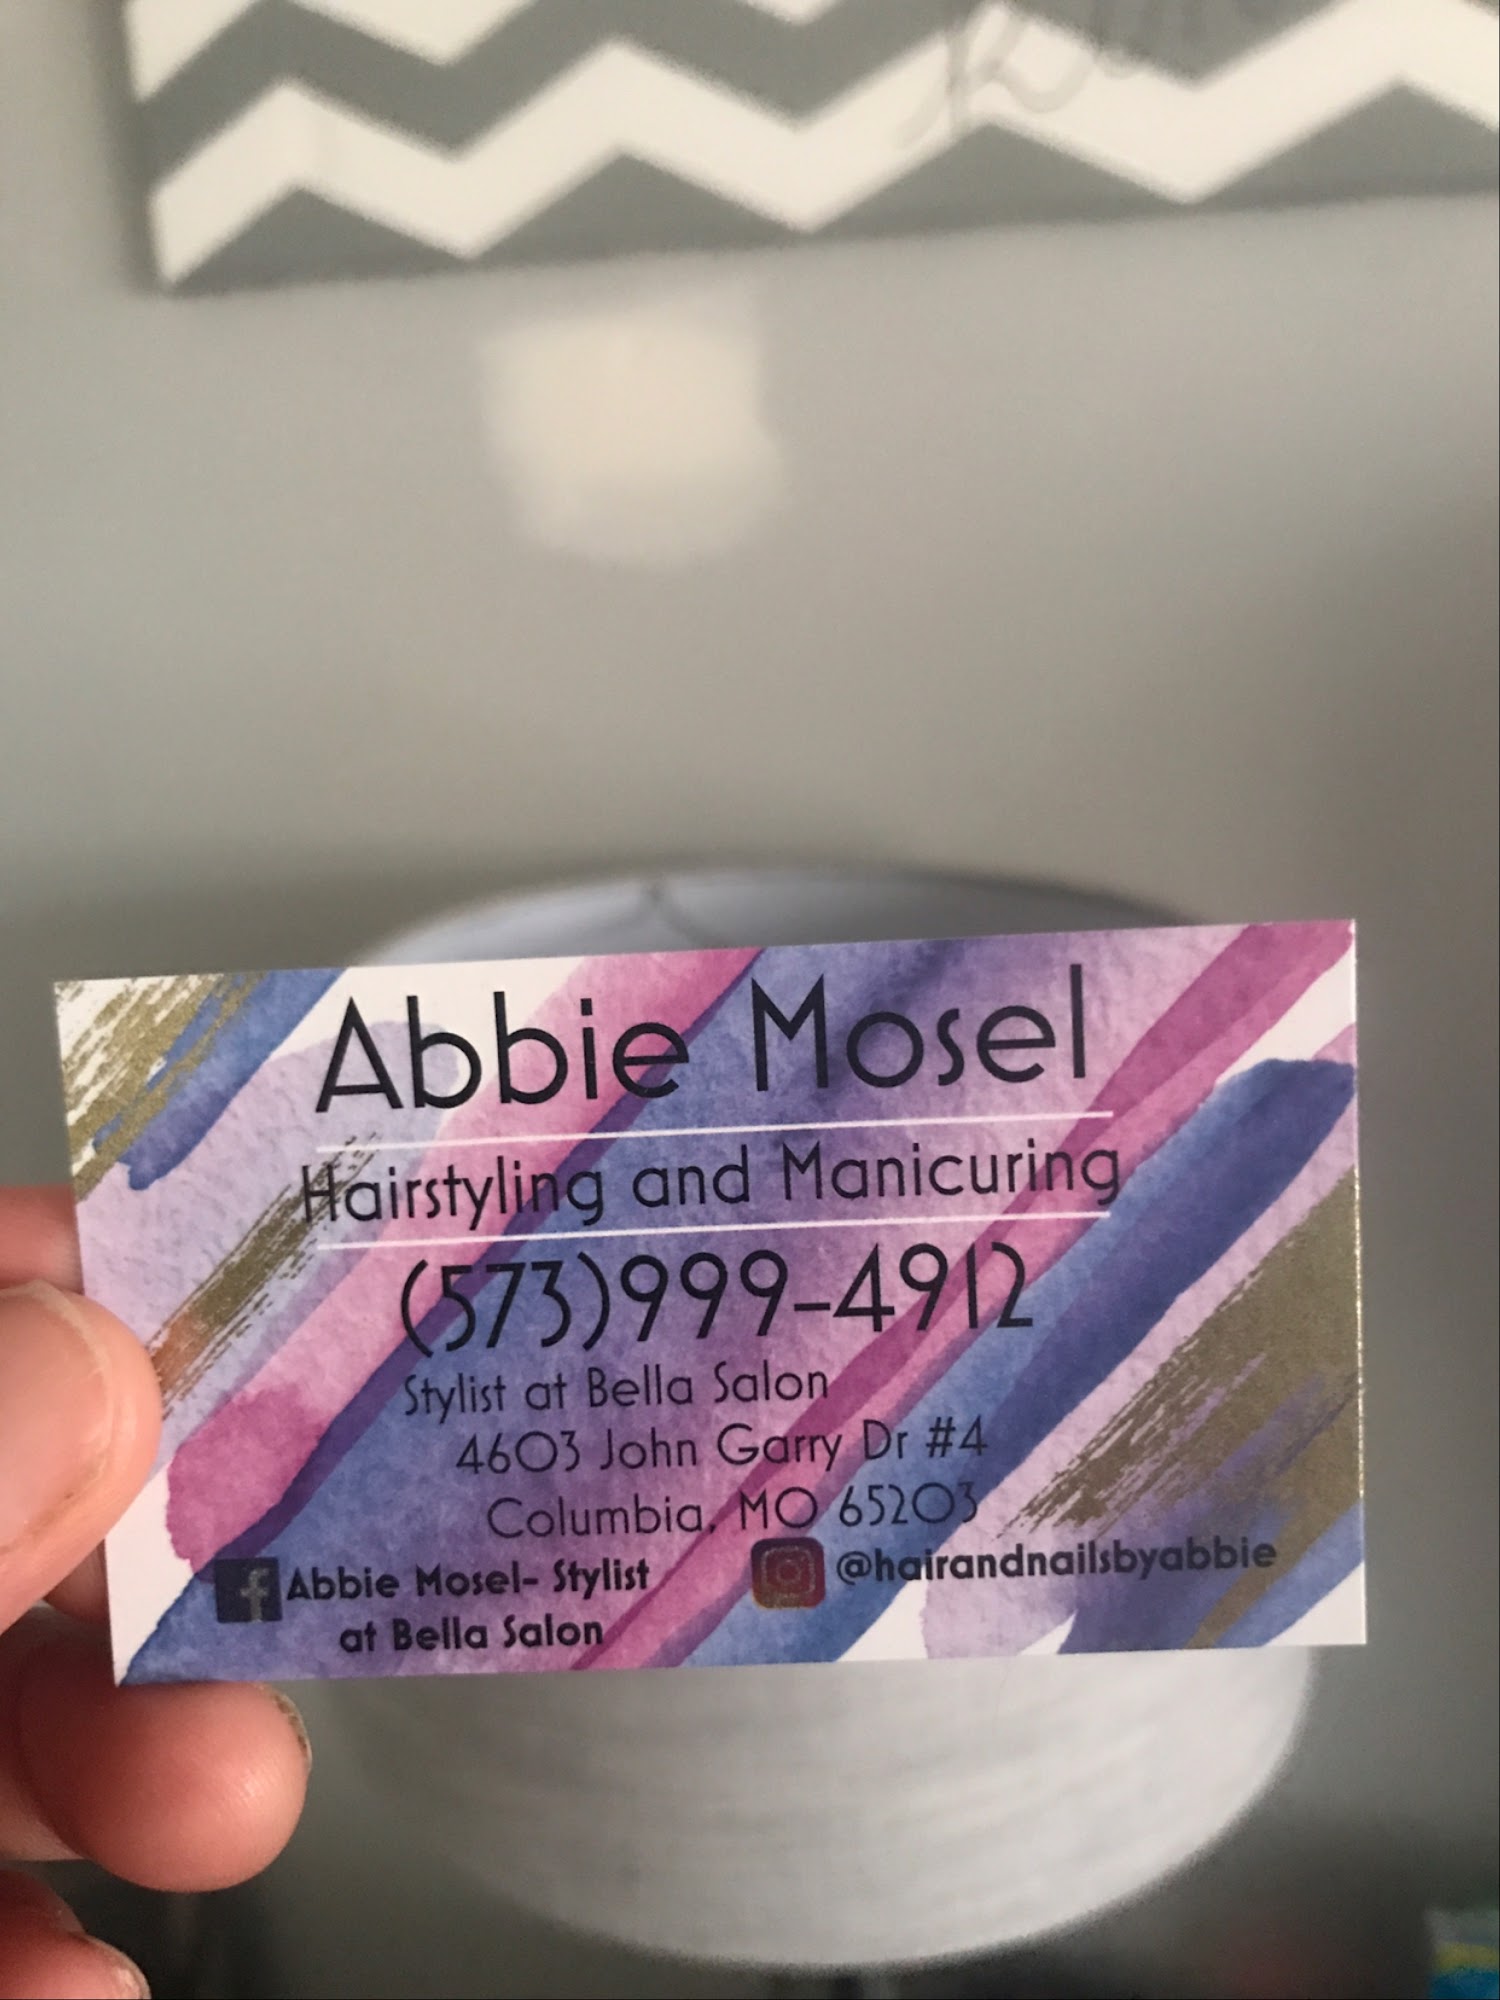 Abbie Mosel
Hairstyling and Manicuring
(573)999-4912
Stylist at Bella Salon
4603 John Garry Dr #4
Columbia, MO 65203
Abbie Mosel- Stylist
at Bella Salon
@hairandnailsbyabbie